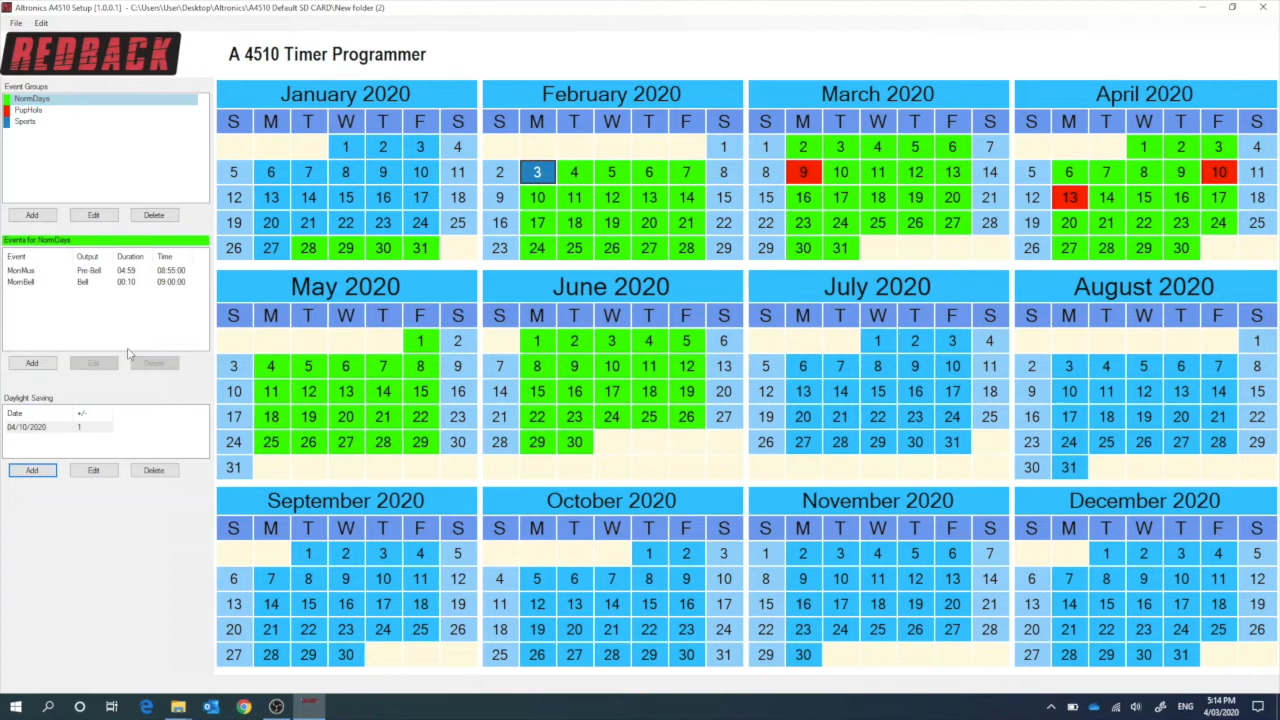 Altronics A4510 Setup [1.0.0.1] - C:\Users\User\Desktop\Altronics\A4510 Default SD CARD\New folder (2)
File Edit
REDBACK
A 4510 Timer Programmer
Event Groups
NormDays
PupHols
Sports
Add Edit Delete
Events for NormDays
Event Output Duration Time
MonMus Pre-Bell 04:59 08:55:00
MornBell Bell 00:10 09:00:00
Add Edit Delete
Daylight Saving
Date +/-
04/10/2020 1
Add Edit Delete
January 2020
S M T W T F S
1 2 3 4
5 6 7 8 9 10 11
12 13 14 15 16 17 18
19 20 21 22 23 24 25
26 27 28 29 30 31
February 2020
S M T W T F S
1
2 3 4 5 6 7 8
9 10 11 12 13 14 15
16 17 18 19 20 21 22
23 24 25 26 27 28 29
March 2020
S M T W T F S
1 2 3 4 5 6 7
8 9 10 11 12 13 14
15 16 17 18 19 20 21
22 23 24 25 26 27 28
29 30 31
April 2020
S M T W T F S
1 2 3 4
5 6 7 8 9 10 11
12 13 14 15 16 17 18
19 20 21 22 23 24 25
26 27 28 29 30
May 2020
S M T W T F S
1 2
3 4 5 6 7 8 9
10 11 12 13 14 15 16
17 18 19 20 21 22 23
24 25 26 27 28 29 30
31
June 2020
S M T W T F S
1 2 3 4 5 6
7 8 9 10 11 12 13
14 15 16 17 18 19 20
21 22 23 24 25 26 27
28 29 30
July 2020
S M T W T F S
1 2 3 4
5 6 7 8 9 10 11
12 13 14 15 16 17 18
19 20 21 22 23 24 25
26 27 28 29 30 31
August 2020
S M T W T F S
1
2 3 4 5 6 7 8
9 10 11 12 13 14 15
16 17 18 19 20 21 22
23 24 25 26 27 28 29
30 31
September 2020
S M T W T F S
1 2 3 4 5
6 7 8 9 10 11 12
13 14 15 16 17 18 19
20 21 22 23 24 25 26
27 28 29 30
October 2020
S M T W T F S
1 2 3
4 5 6 7 8 9 10
11 12 13 14 15 16 17
18 19 20 21 22 23 24
25 26 27 28 29 30 31
November 2020
S M T W T F S
1 2 3 4 5 6 7
8 9 10 11 12 13 14
15 16 17 18 19 20 21
22 23 24 25 26 27 28
29 30
December 2020
S M T W T F S
1 2 3 4 5
6 7 8 9 10 11 12
13 14 15 16 17 18 19
20 21 22 23 24 25 26
27 28 29 30 31
ENG
5:14 PM
4/03/2020